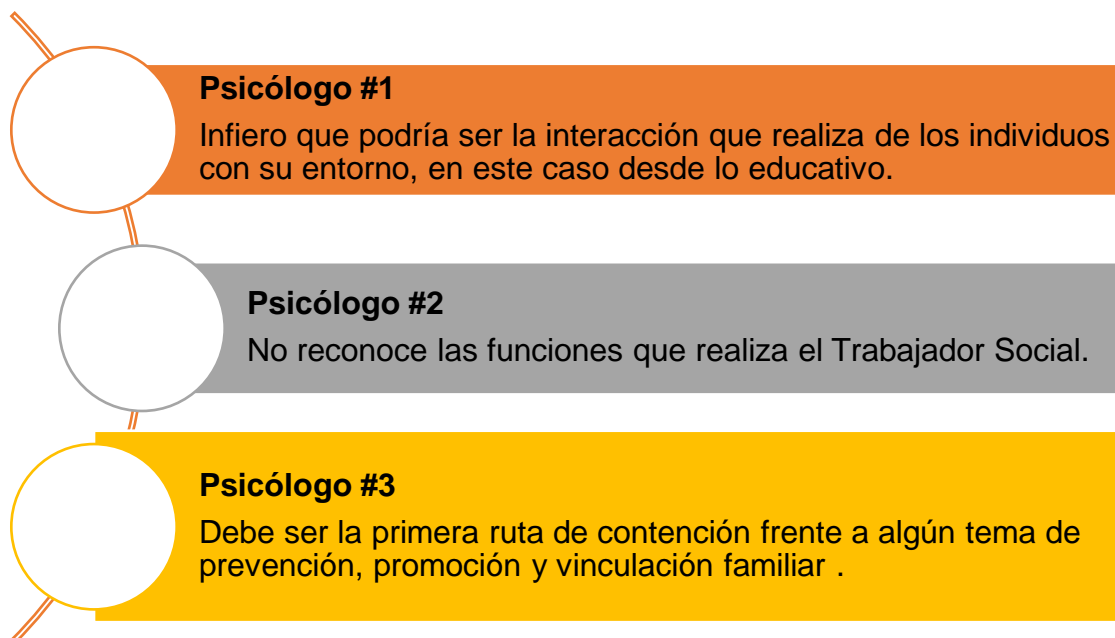 Psicólogo #1
Infiero que podría ser la interacción que realiza de los individuos
con su entorno, en este caso desde lo educativo.
Psicólogo #2
No reconoce las funciones que realiza el Trabajador Social.
Psicólogo #3
Debe ser la primera ruta de contención frente a algún tema de
prevención, promoción y vinculación familiar .